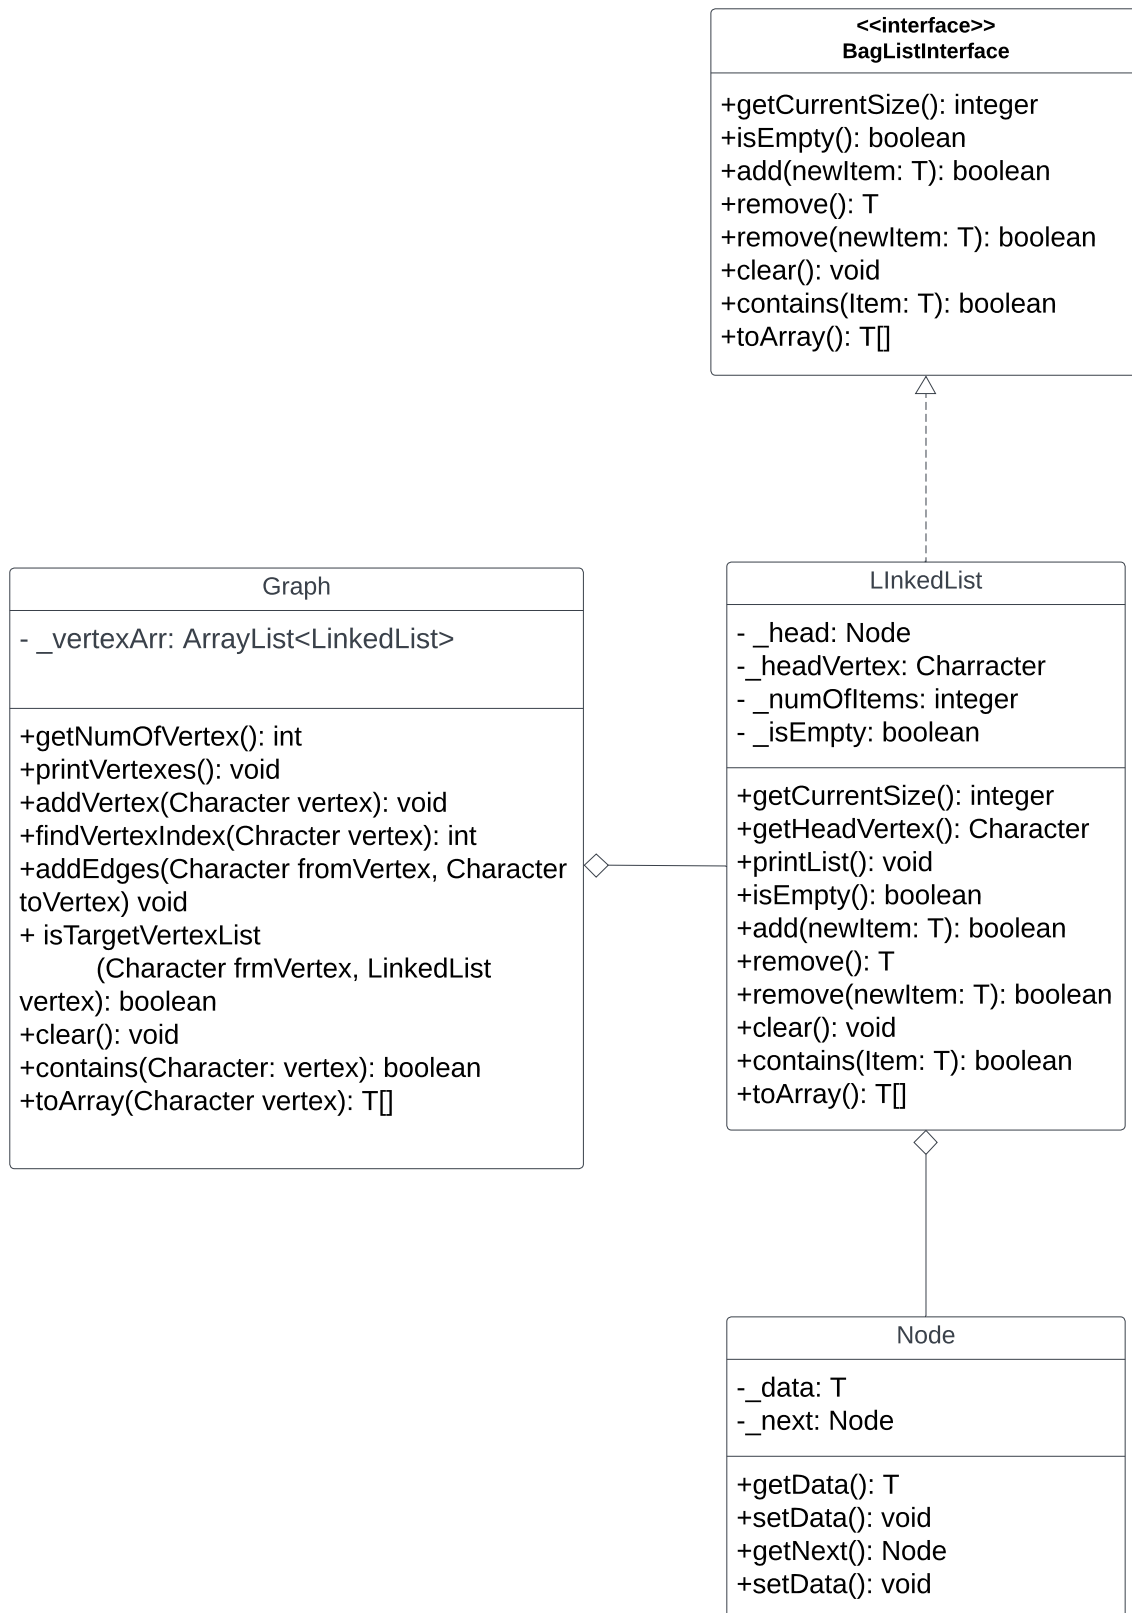 <<interface>>
BagListInterface
+getCurrentSize(): integer
+isEmpty(): boolean
+add(newItem: T): boolean
+remove(): T
+remove(newItem: T): boolean
+clear(): void
+contains(Item: T): boolean
+toArray(): T[]
Graph
- _vertexArr: ArrayList<LinkedList>
+getNumOfVertex(): int
+printVertexes(): void
+addVertex(Character vertex): void
+findVertexIndex(Chracter vertex): int
+addEdges(Character fromVertex, Character
toVertex) void
+ isTargetVertexList
(Character frmVertex, LinkedList
vertex): boolean
+clear(): void
+contains(Character: vertex): boolean
+toArray(Character vertex): T[]
LInkedList
- _head: Node
-_headVertex: Charracter
- _numOfItems: integer
- _isEmpty: boolean
+getCurrentSize(): integer
+getHeadVertex(): Character
+printList(): void
+isEmpty(): boolean
+add(newItem: T): boolean
+remove(): T
+remove(newItem: T): boolean
+clear(): void
+contains(Item: T): boolean
+toArray(): T[]
Node
-_data: T
-_next: Node
+getData(): T
+setData(): void
+getNext(): Node
+setData(): void